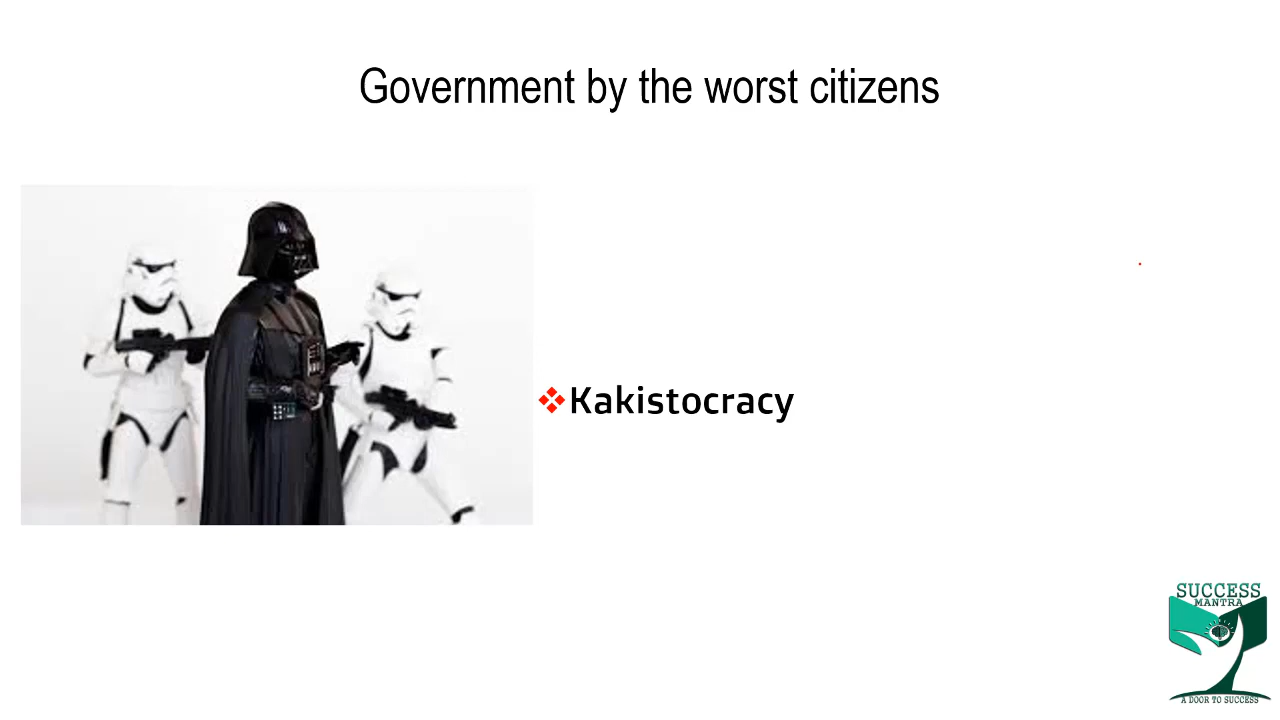 Government by the worst citizens
Kakistocracy
SUCCESS
MANTRA
A DOOR TO SUCCESS